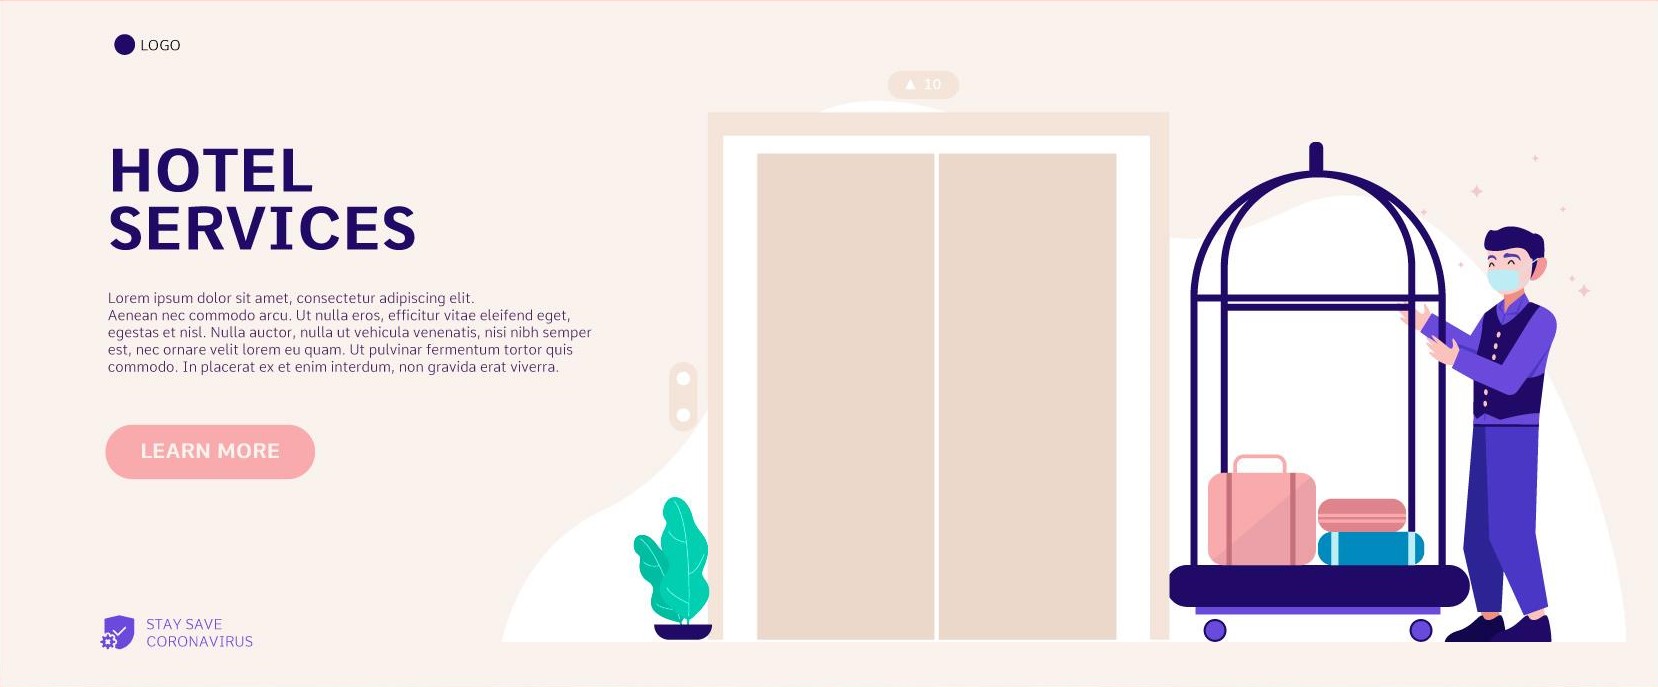 LOGO
▲ 10
HOTEL
SERVICES
Lorem ipsum dolor sit amet, consectetur adipiscing elit.
Aenean nec commodo arcu. Ut nulla eros, efficitur vitae eleifend eget,
egestas et nisl. Nulla auctor, nulla ut vehicula venenatis, nisi nibh semper
est, nec ornare velit lorem eu quam. Ut pulvinar fermentum tortor quis
commodo. In placerat ex et enim interdum, non gravida erat viverra.
LEARN MORE
STAY SAVE
CORONAVIRUS